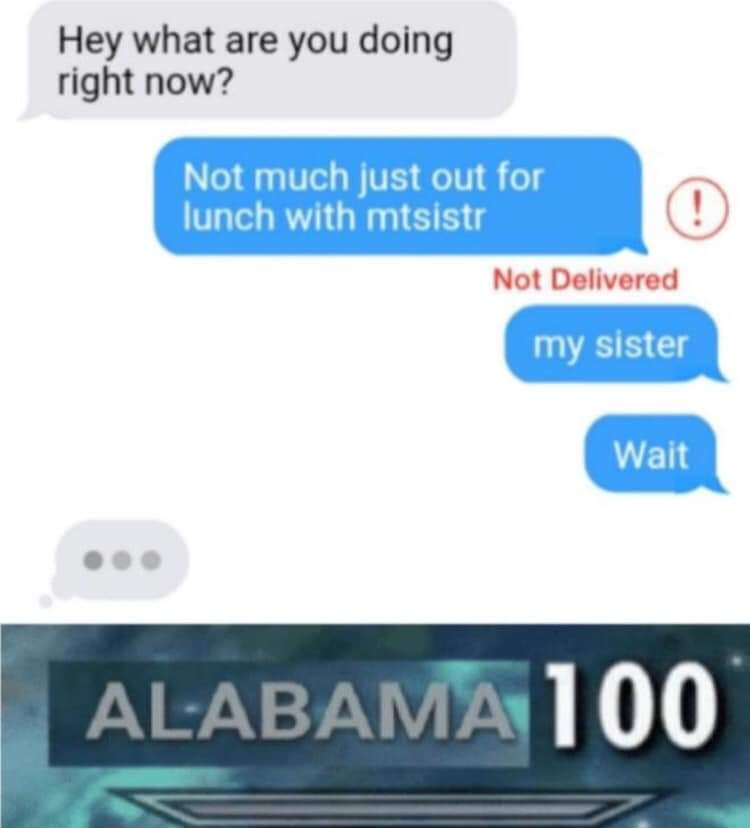 Hey what are you doing
right now?
Not much just out for
lunch with mtsistr
!
Not Delivered
my sister
Wait
ALABAMA 100